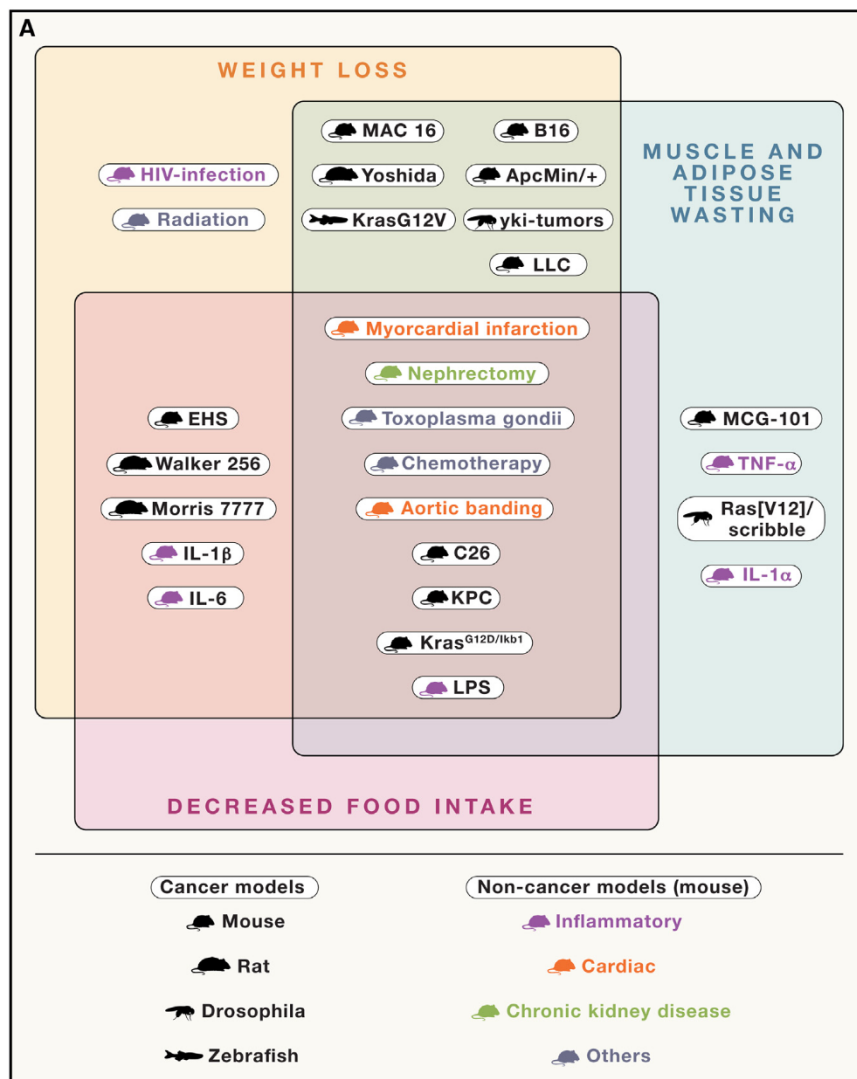 A
WEIGHT LOSS
MUSCLE AND
ADIPOSE
TISSUE
WASTING
MAC 16
B16
HIV-infection
Yoshida
ApcMin/+
Radiation
KrasG12V
yki-tumors
LLC
Myorcardial infarction
Nephrectomy
EHS
Toxoplasma gondii
MCG-101
Walker 256
Chemotherapy
TNF-α
Morris 7777
Aortic banding
Ras[V12]/
scribble
IL-1β
C26
IL-1α
IL-6
KPC
KrasG12D/Ikb1
LPS
DECREASED FOOD INTAKE
Cancer models
Non-cancer models (mouse)
Mouse
Inflammatory
Rat
Cardiac
Drosophila
Chronic kidney disease
Zebrafish
Others